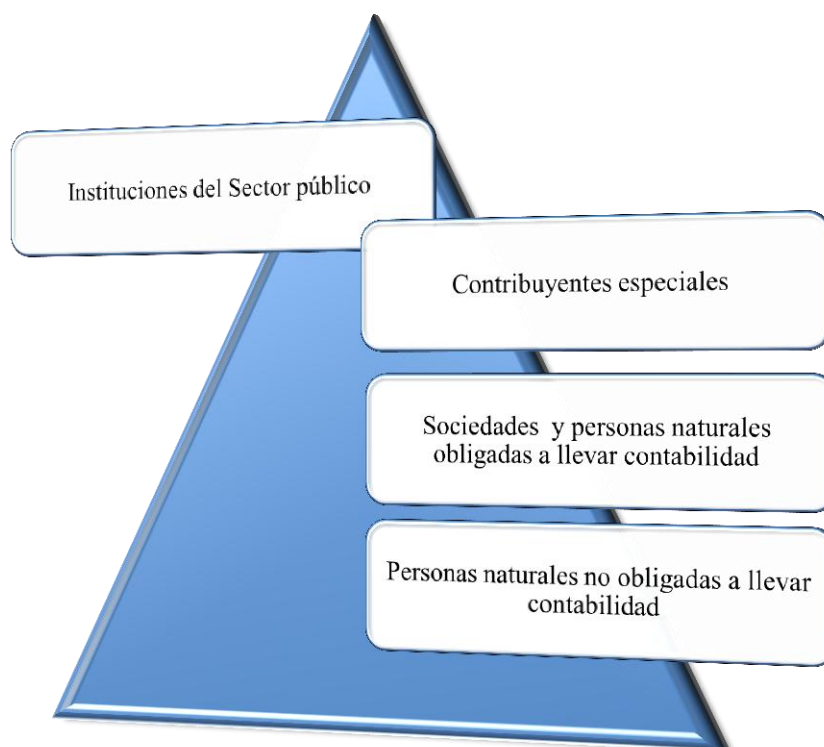 Instituciones del Sector público
Contribuyentes especiales
Sociedades y personas naturales
obligadas a llevar contabilidad
Personas naturales no obligadas a llevar
contabilidad